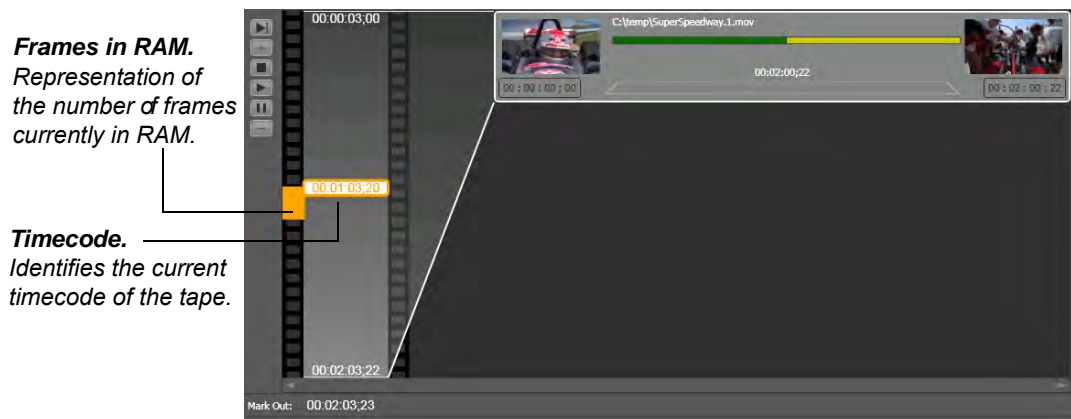 Frames in RAM.
Representation of
the number of frames
currently in RAM.
Timecode.
Identifies the current
timecode of the tape.
00:00:03;00
00:01:03;20
00:02:03;22
C:\temp\SuperSpeedway.1.mov
00:02:00;22
00 : 00 : 00 ; 00
00 : 02 : 00 ; 22
Mark Out: 00:02:03;23